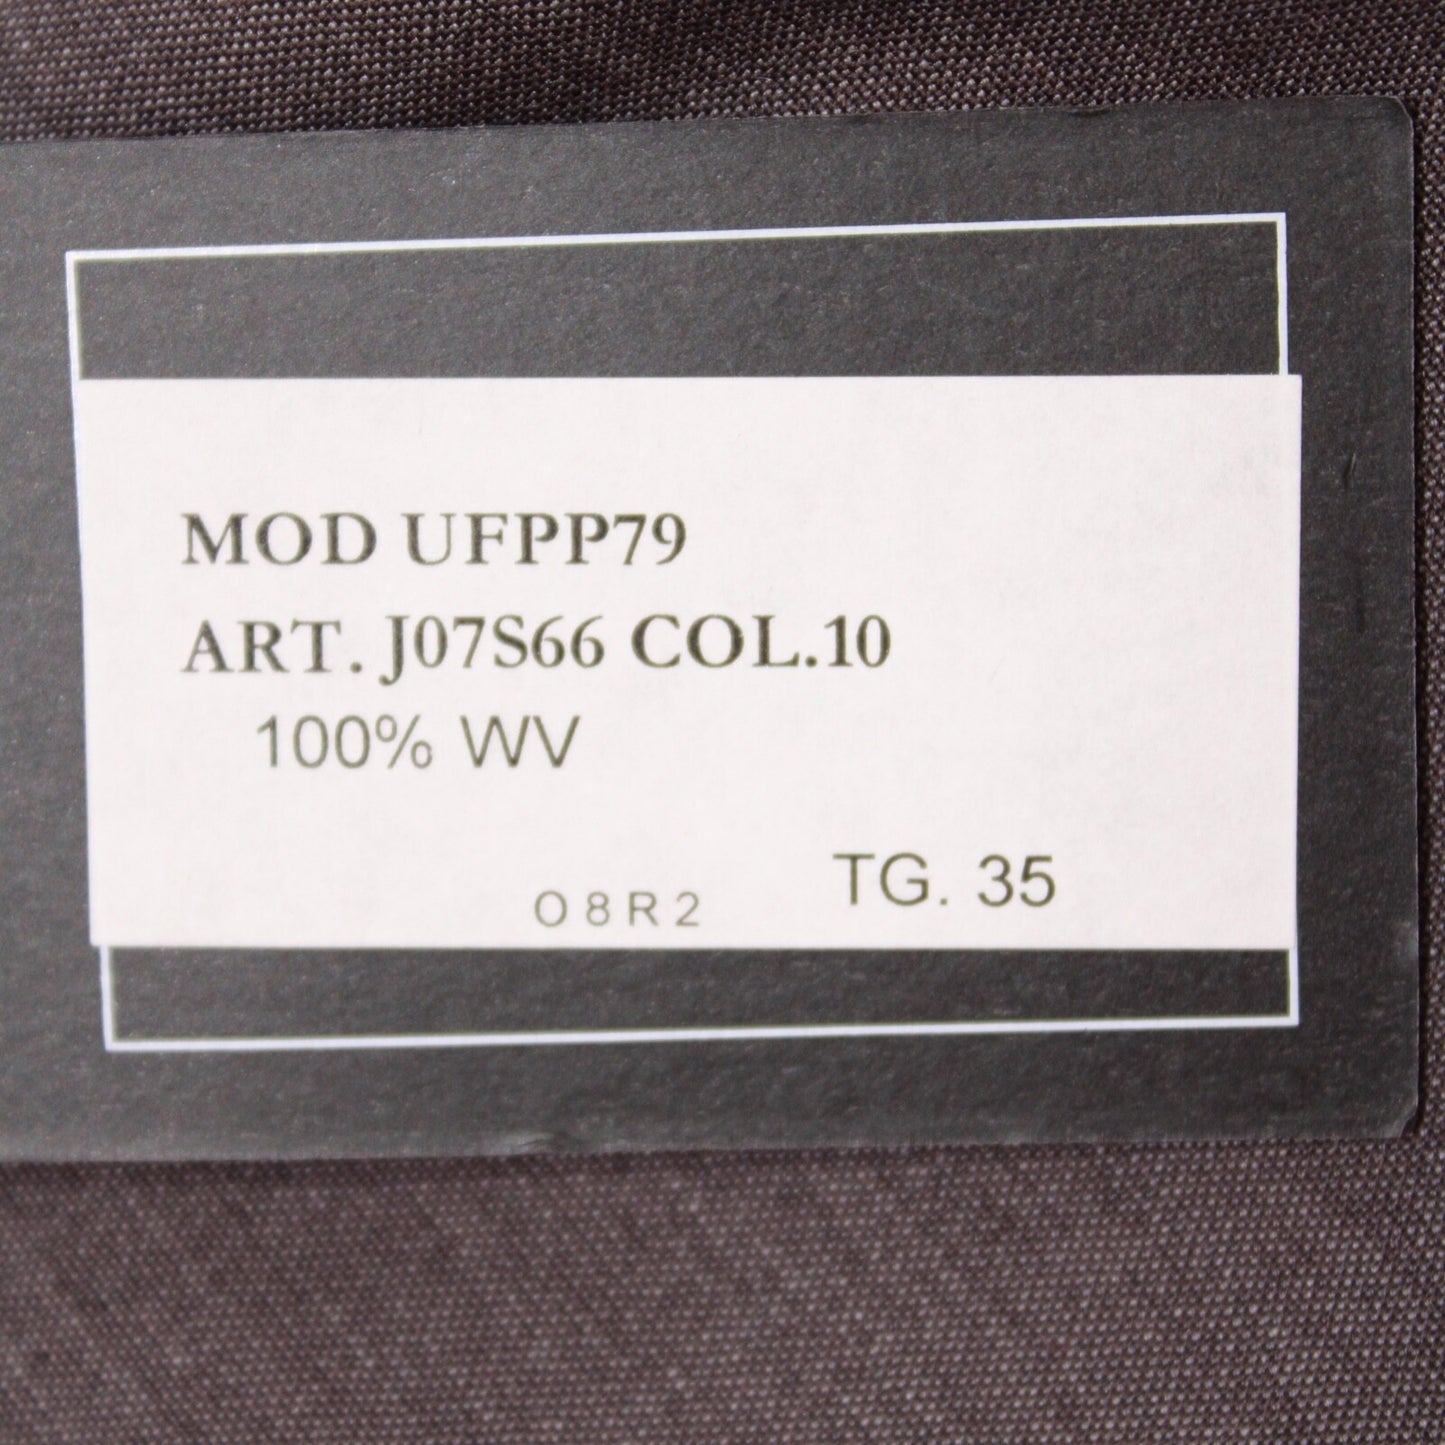 MOD UFPP79
ART. J07S66 COL.10
100% WV
O8R2 TG. 35